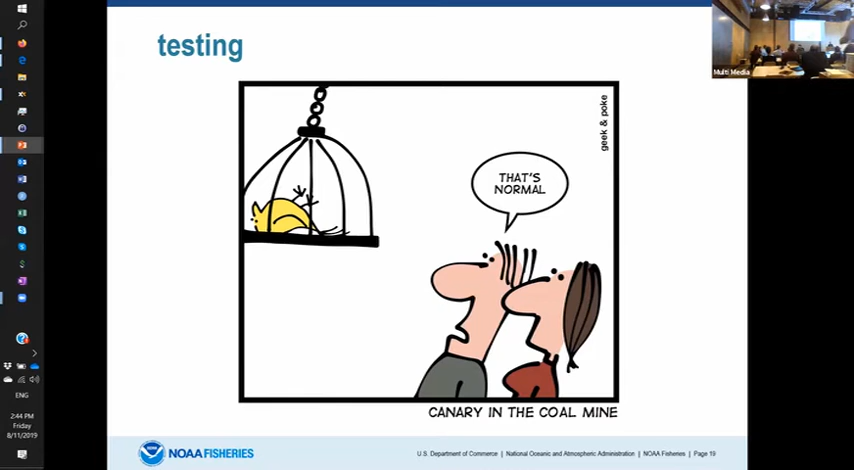 testing
Multi Media
geek & poke
THAT'S
NORMAL
CANARY IN THE COAL MINE
NOAA FISHERIES
U.S. Department of Commerce | National Oceanic and Atmospheric Administration | NOAA Fisheries | Page 19
ENG
2:44 PM
Friday
8/11/2019